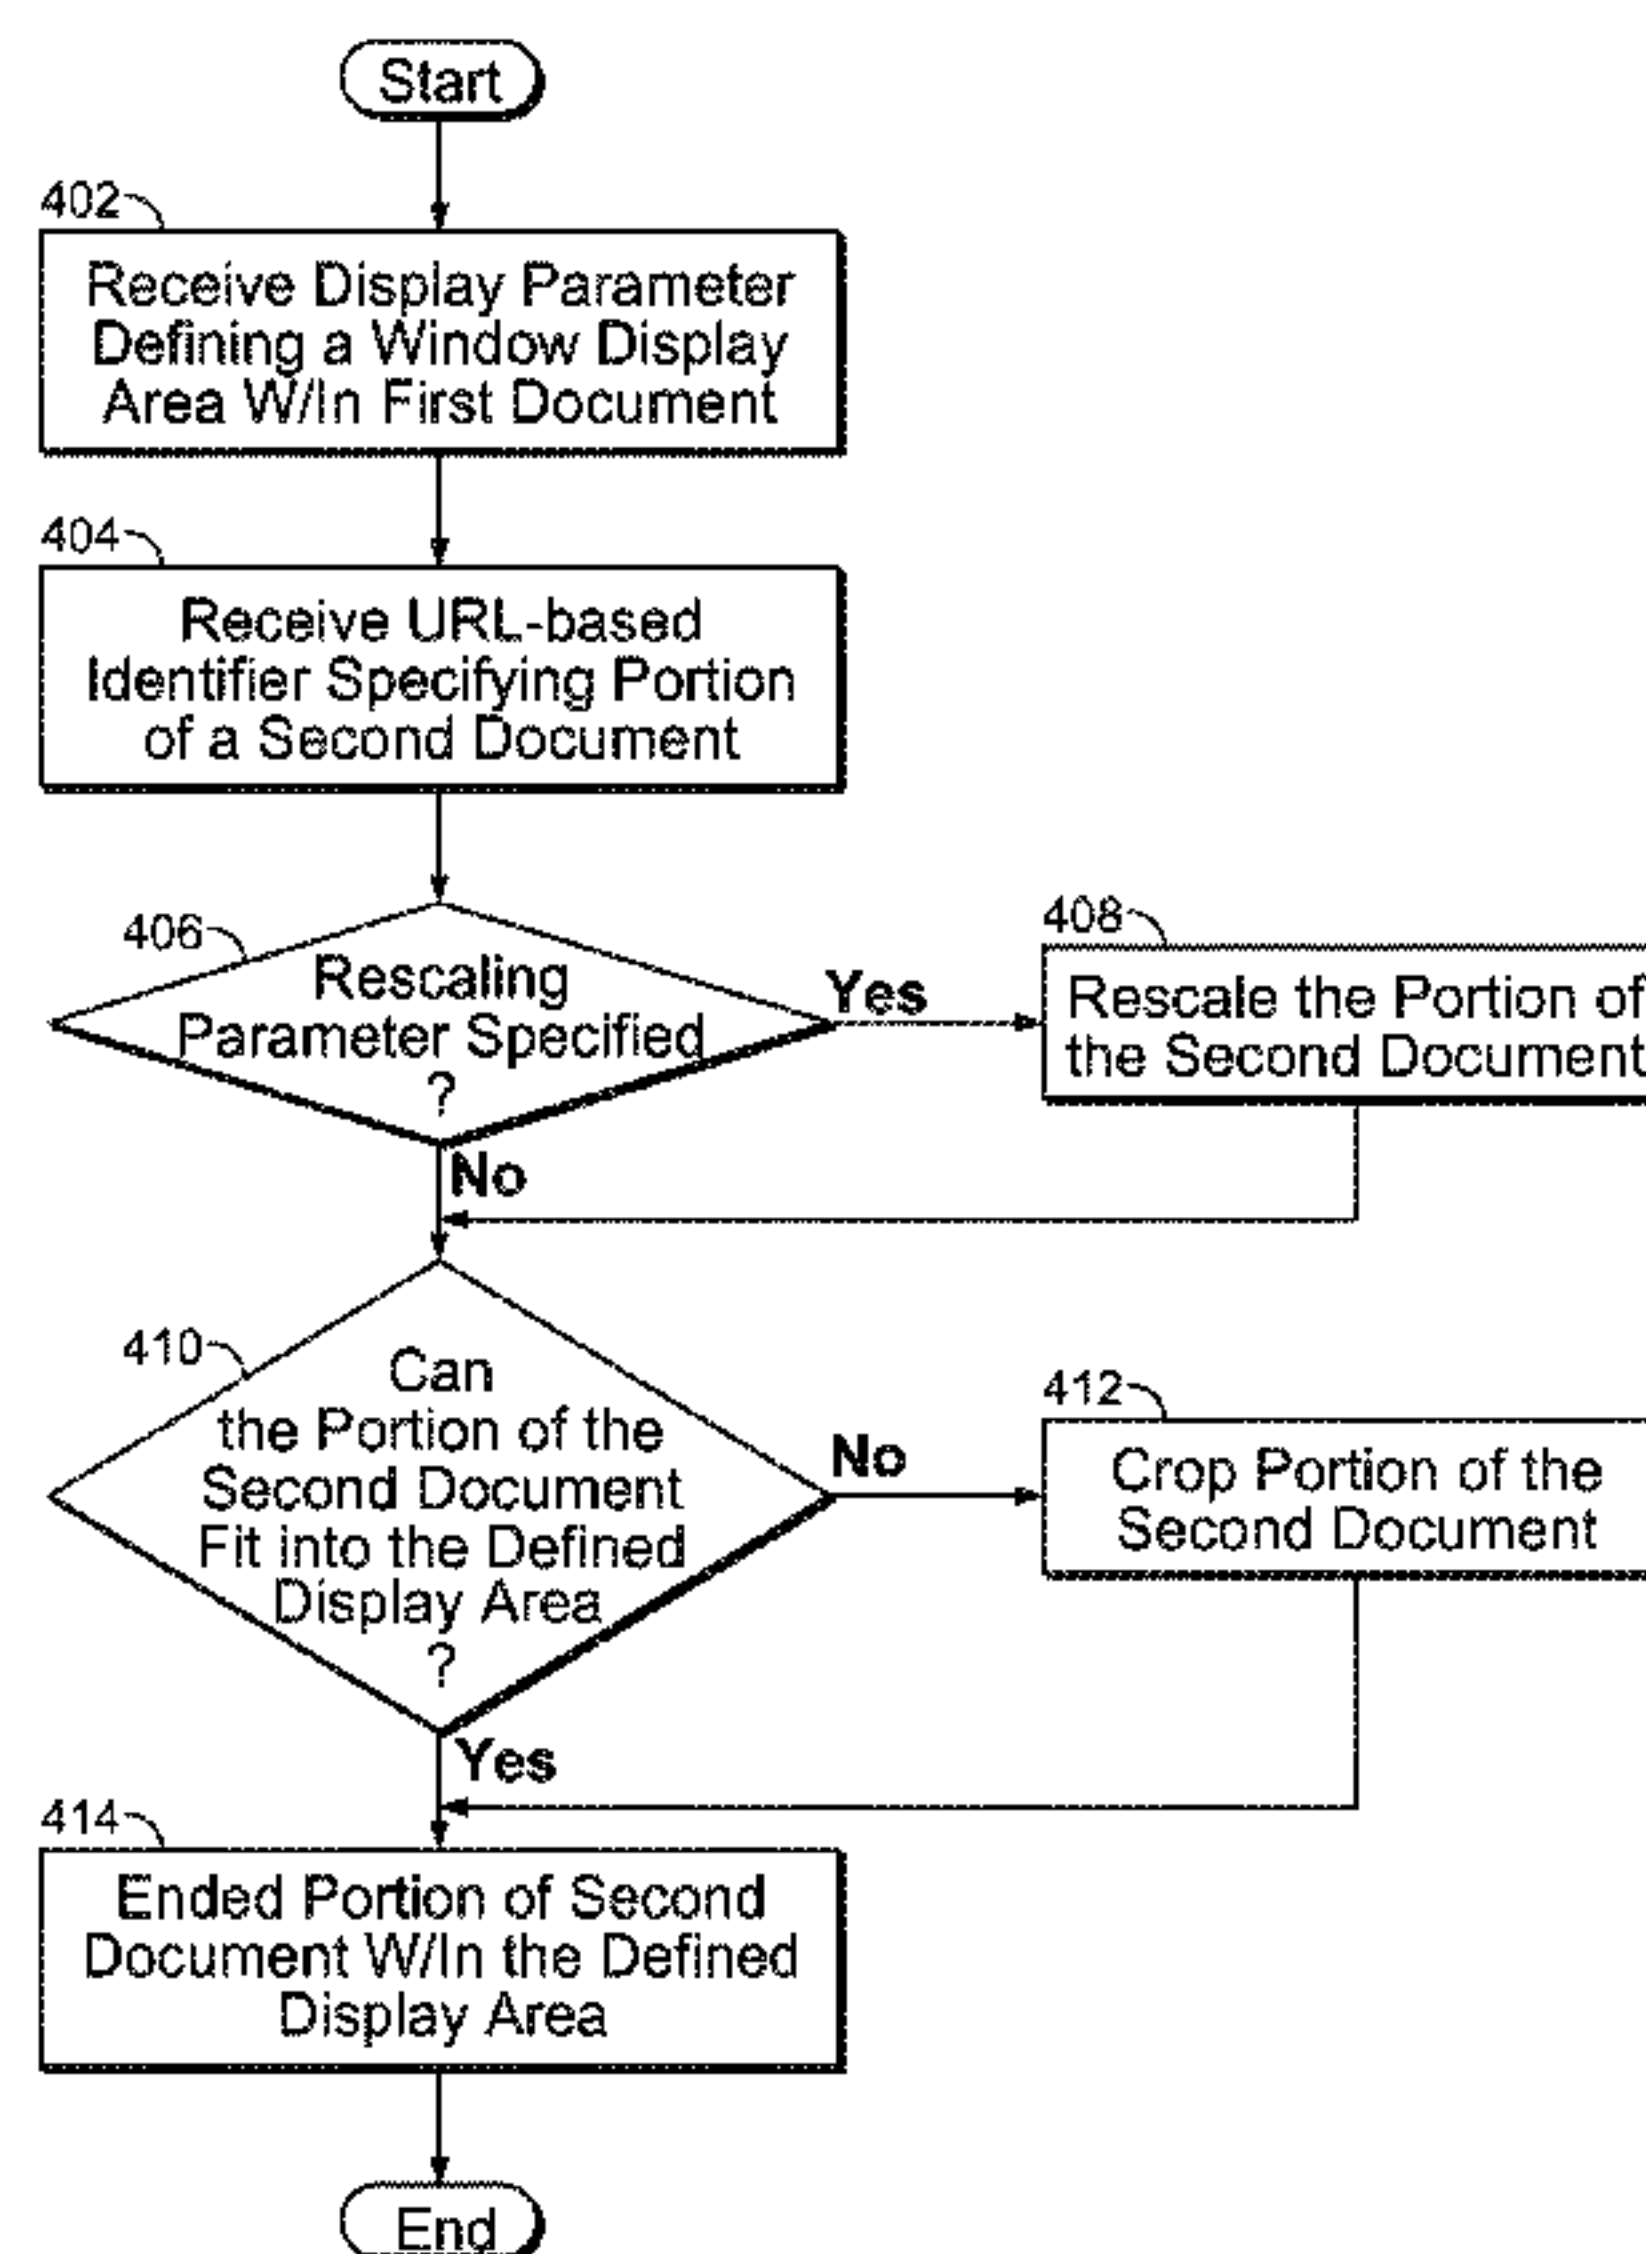 Start
402
Receive Display Parameter
Defining a Window Display
Area W/In First Document
404
Receive URL-based
Identifier Specifying Portion
of a Second Document
406
Rescaling
Parameter Specified
?
Yes
408
Rescale the Portion of
the Second Document
No
410
Can
the Portion of the
Second Document
Fit into the Defined
Display Area
?
No
412
Crop Portion of the
Second Document
Yes
414
Ended Portion of Second
Document W/In the Defined
Display Area
End